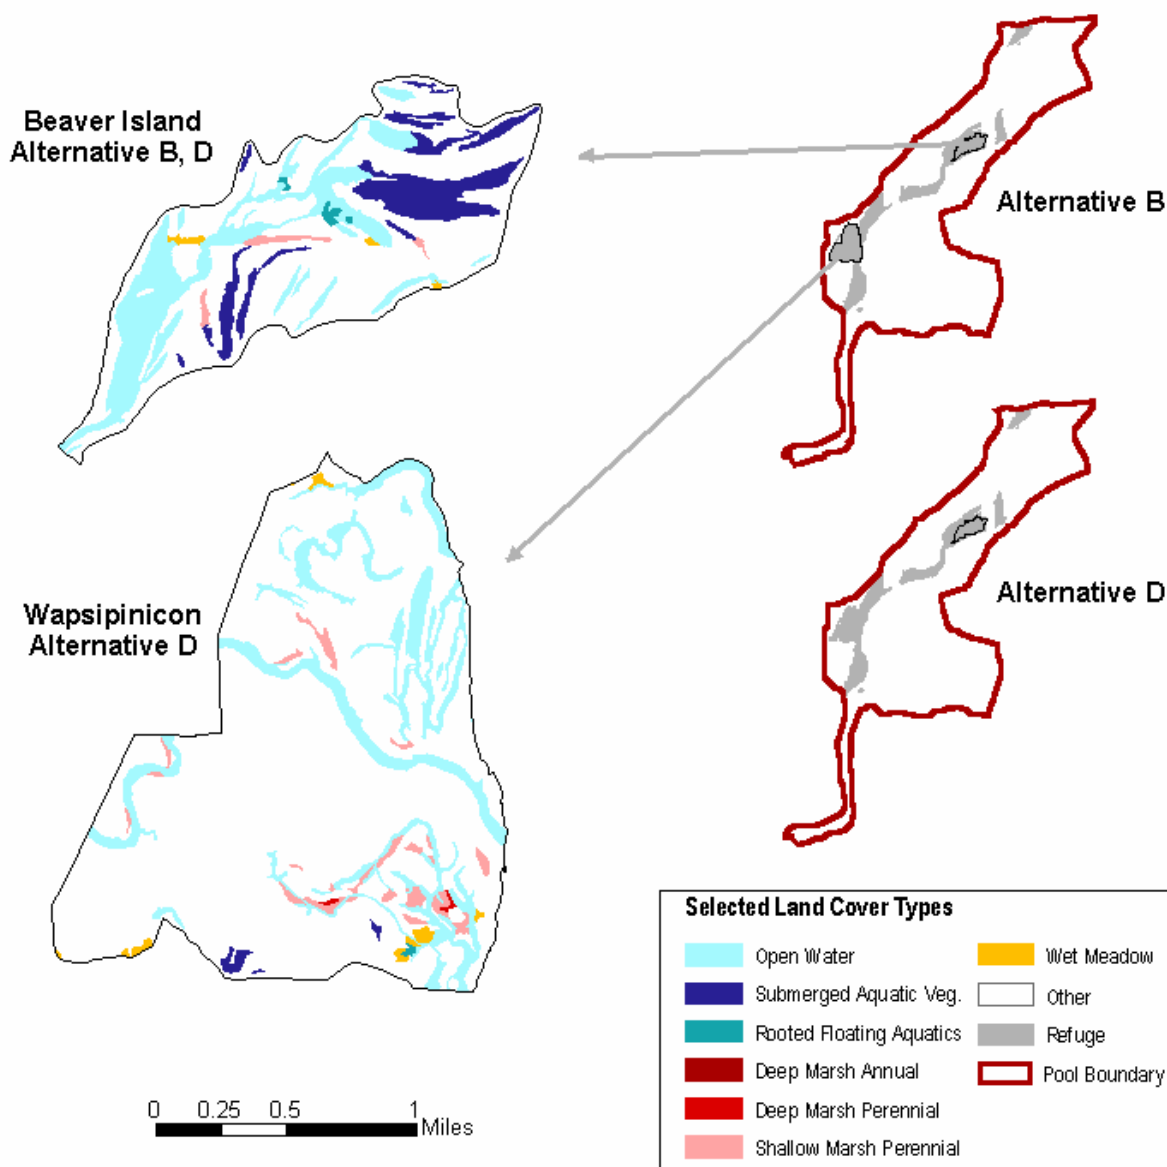 Beaver Island
Alternative B, D
Alternative B
Wapsipinicon
Alternative D
Alternative D
0 0.25 0.5 1
Miles
Selected Land Cover Types
Open Water
Submerged Aquatic Veg.
Rooted Floating Aquatics
Deep Marsh Annual
Deep Marsh Perennial
Shallow Marsh Perennial
Wet Meadow
Other
Refuge
Pool Boundary